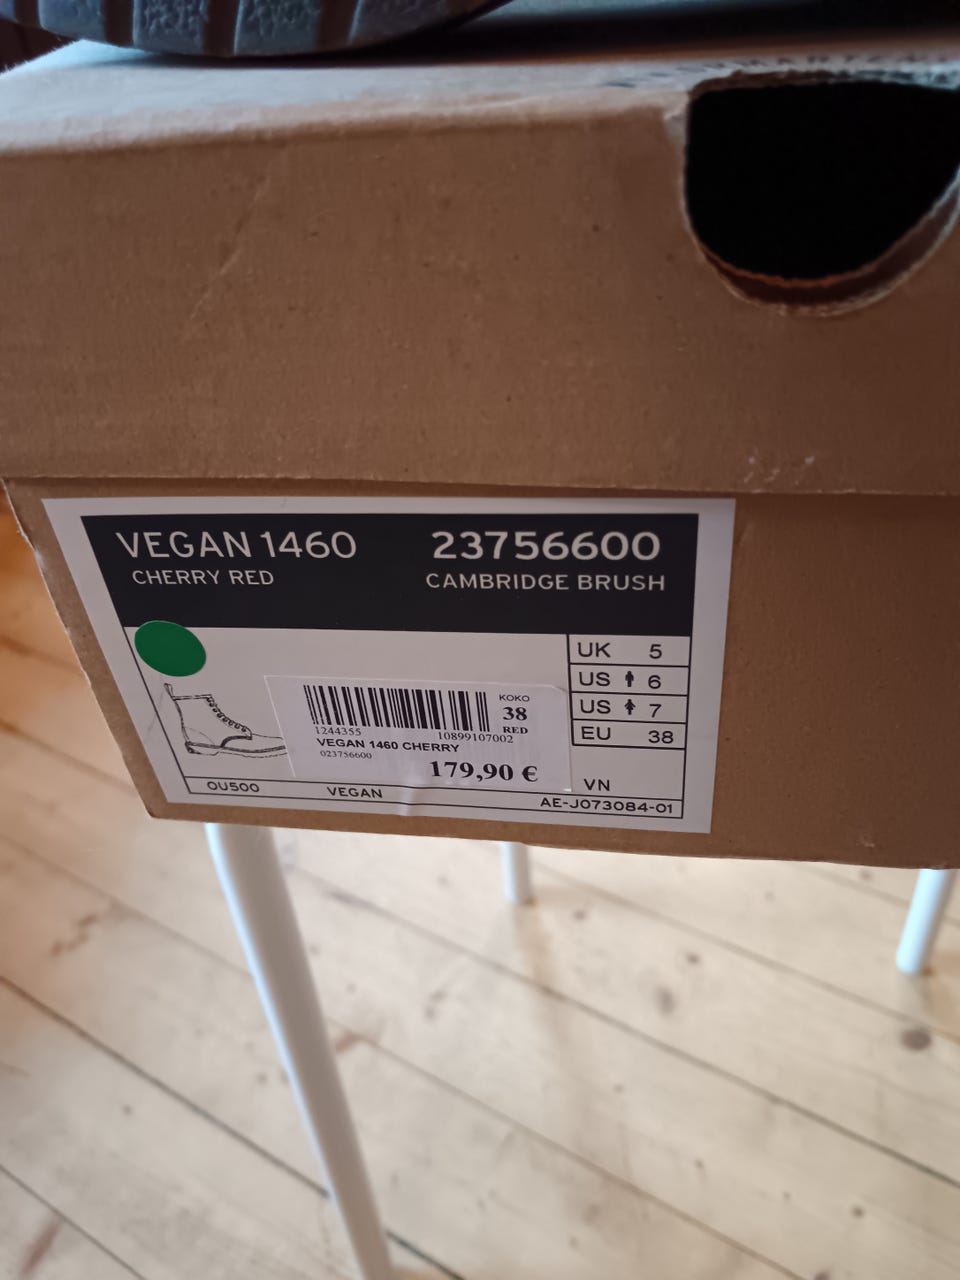 VEGAN 1460
CHERRY RED
23756600
CAMBRIDGE BRUSH
UK 5
US 6
US 7
EU 38
KOKO
38
RED
1244355
10899107002
VEGAN 1460 CHERRY
023756600
179,90 €
VN
OU500
VEGAN
AE-J073084-01